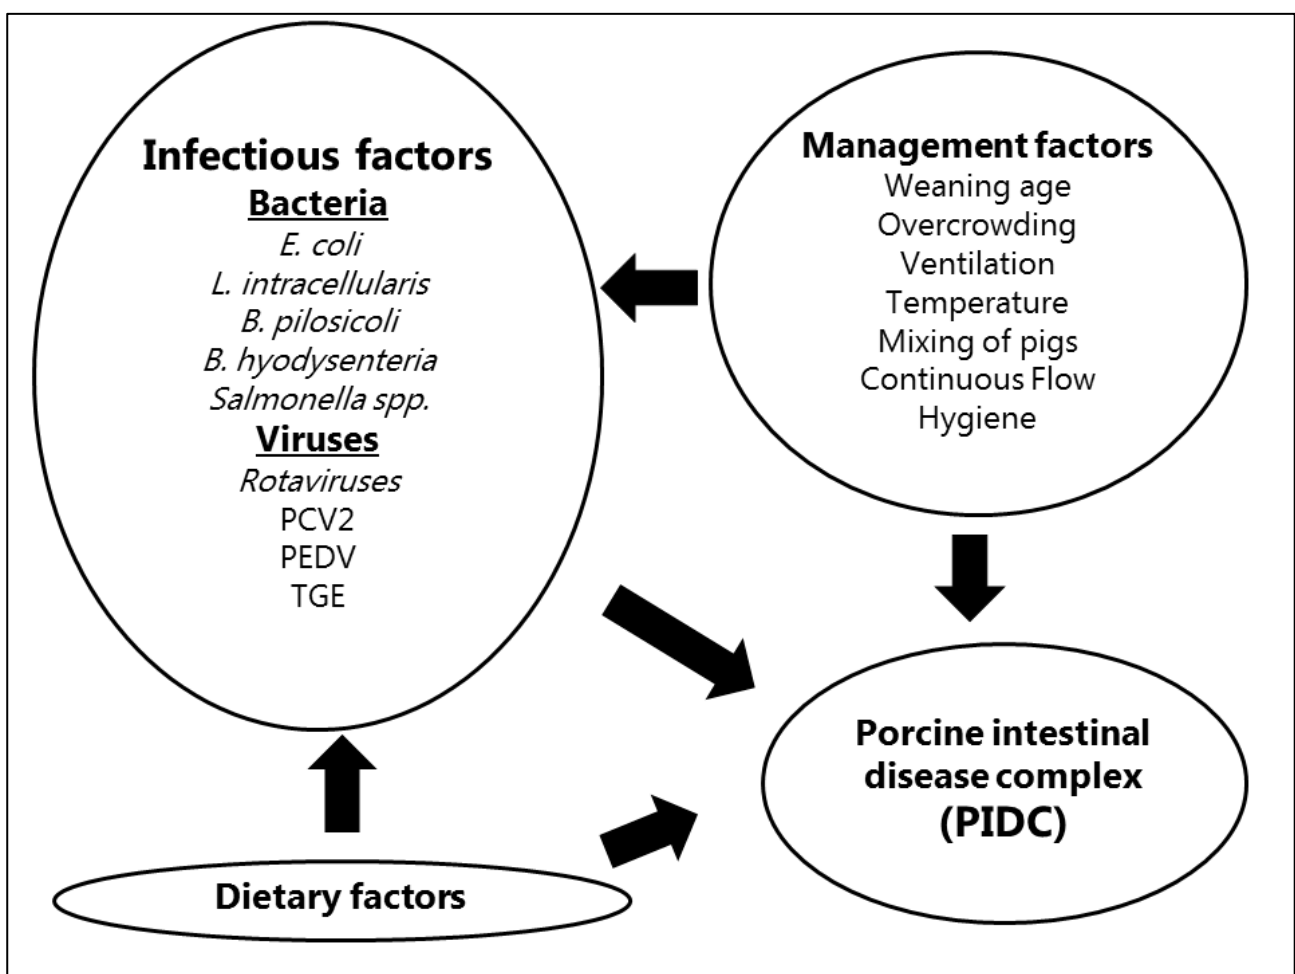 Infectious factors
Bacteria
E. coli
L. intracellularis
B. pilosicoli
B. hyodysenteria
Salmonella spp.
Viruses
Rotaviruses
PCV2
PEDV
TGE
Management factors
Weaning age
Overcrowding
Ventilation
Temperature
Mixing of pigs
Continuous Flow
Hygiene
Dietary factors
Porcine intestinal
disease complex
(PIDC)